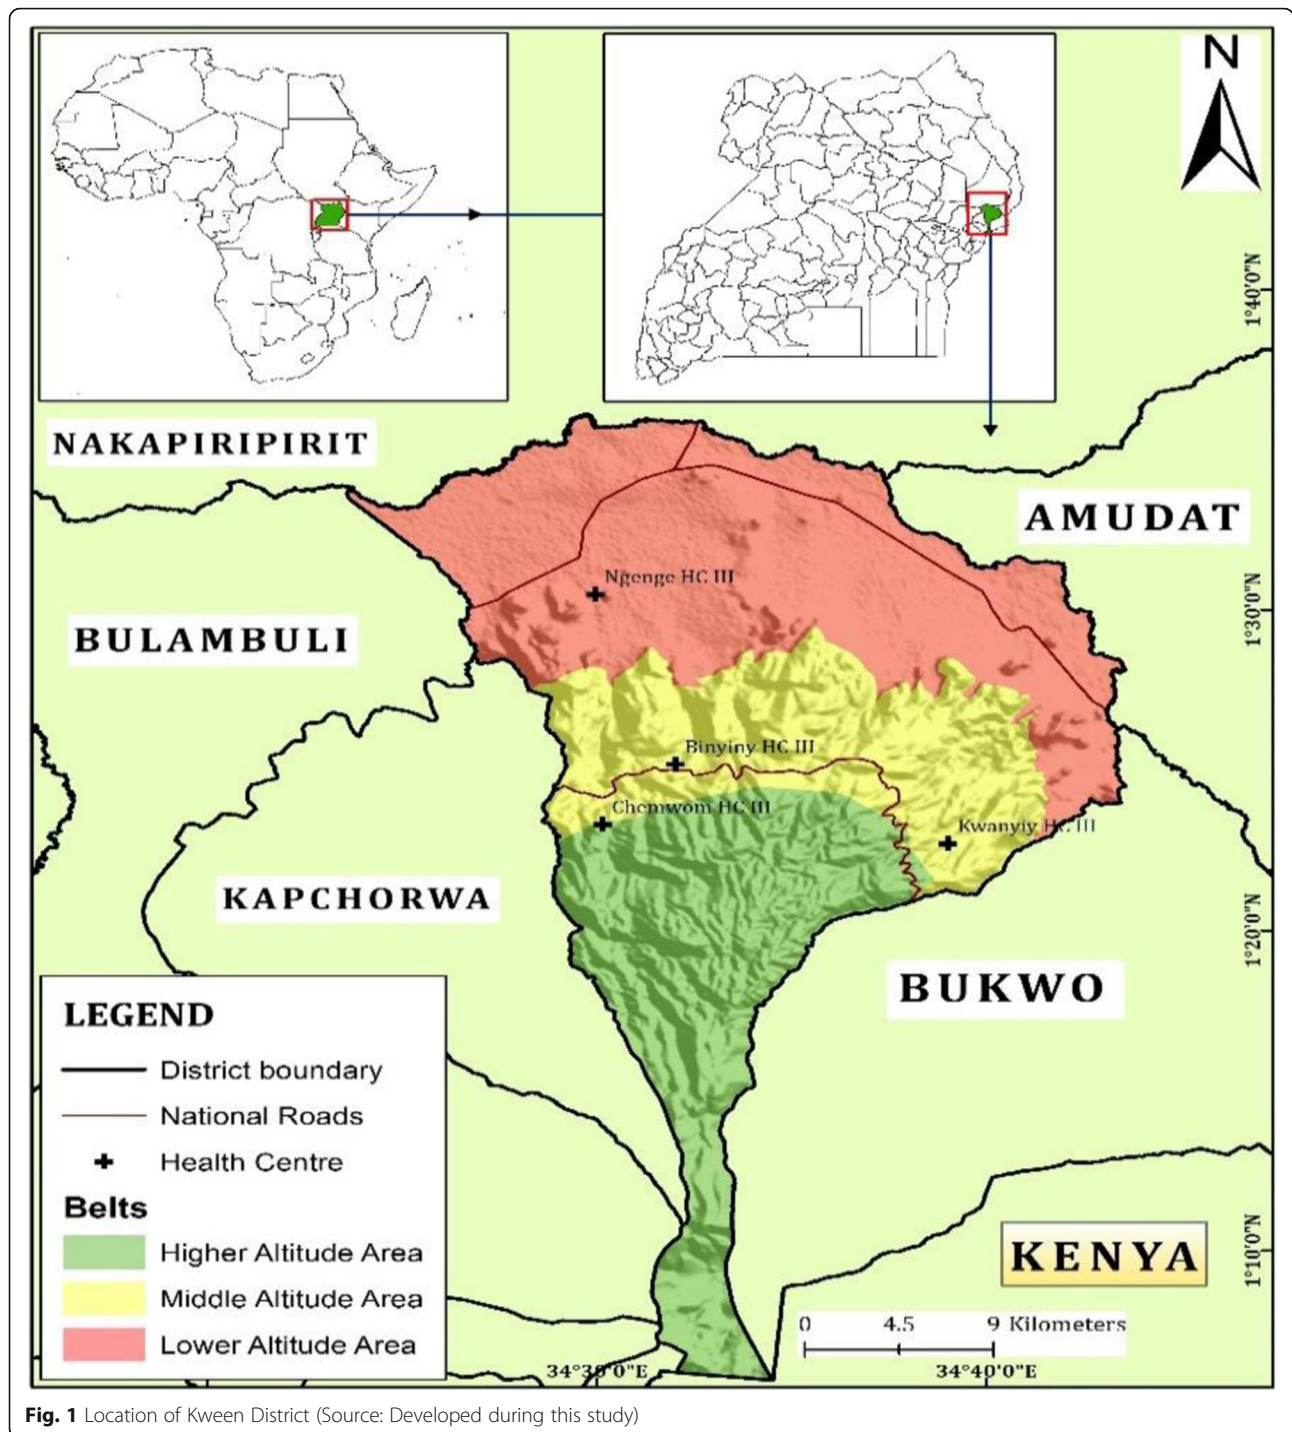 N
1°40'0"N
NAKAPIRIPIRIT
AMUDAT
Ngenge HC III
1°30'0"N
BULAMBULI
Binyiny HC III
Chemwom HC III
Kwanyiy HC III
KAPCHORWA
1°20'0"N
BUKWO
LEGEND
District boundary
National Roads
Health Centre
Belts
Higher Altitude Area
Middle Altitude Area
Lower Altitude Area
1°10'0"N
KENYA
0 4.5 9 Kilometers
34°30'0"E
34°40'0"E
Fig. 1 Location of Kween District (Source: Developed during this study)